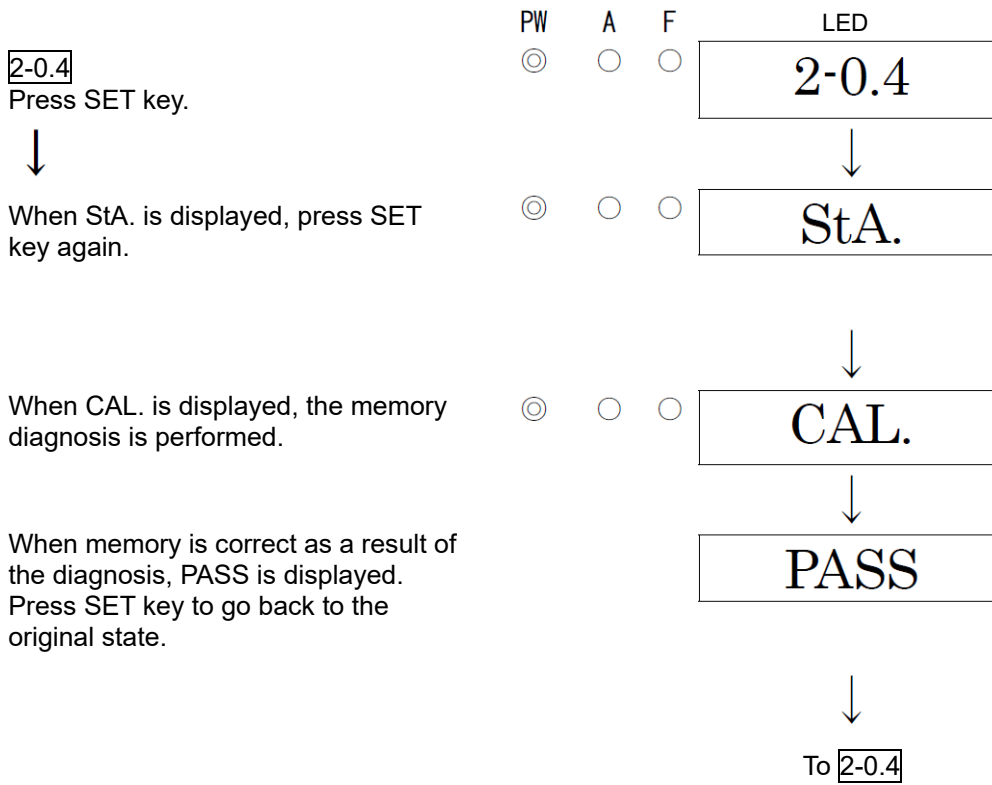 PW A F LED
2-0.4
2-0.4
Press SET key.
When StA. is displayed, press SET
key again.
StA.
When CAL. is displayed, the memory
diagnosis is performed.
CAL.
When memory is correct as a result of
the diagnosis, PASS is displayed.
Press SET key to go back to the
original state.
PASS
To 2-0.4